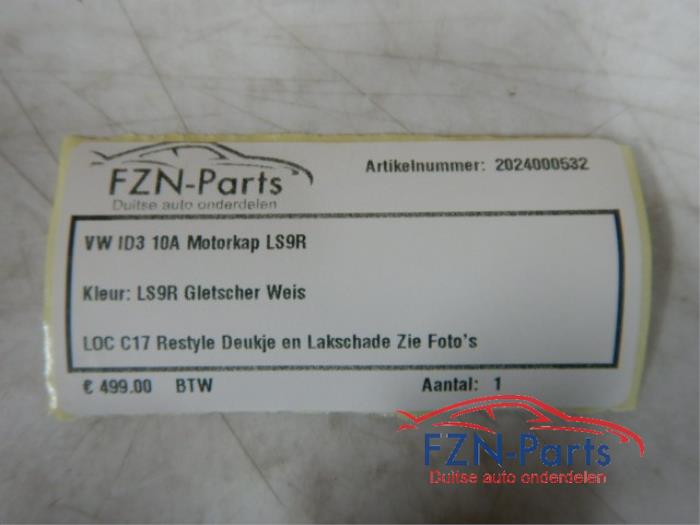 FZN-Parts
Duitse auto onderdelen
Artikelnummer: 2024000532
VW ID3 10A Motorkap LS9R
Kleur: LS9R Gletscher Weis
LOC C17 Restyle Deukje en Lakschade Zie Foto's
€ 499.00 BTW Aantal: 1
FZN-Parts
Duitse auto onderdelen